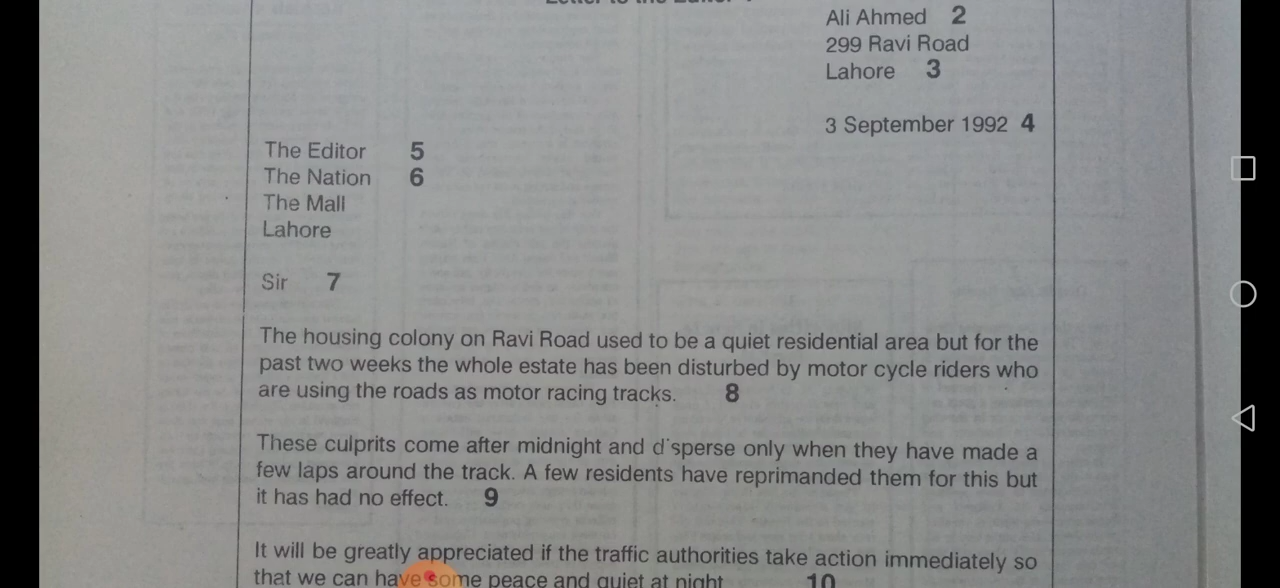 Letter to the Editor
Ali Ahmed 2
299 Ravi Road
Lahore 3
3 September 1992 4
The Editor 5
The Nation 6
The Mall
Lahore
Sir 7
The housing colony on Ravi Road used to be a quiet residential area but for the
past two weeks the whole estate has been disturbed by motor cycle riders who
are using the roads as motor racing tracks. 8
These culprits come after midnight and d'sperse only when they have made a
few laps around the track. A few residents have reprimanded them for this but
it has had no effect. 9
It will be greatly appreciated if the traffic authorities take action immediately so
that we can have some peace and quiet at night 10